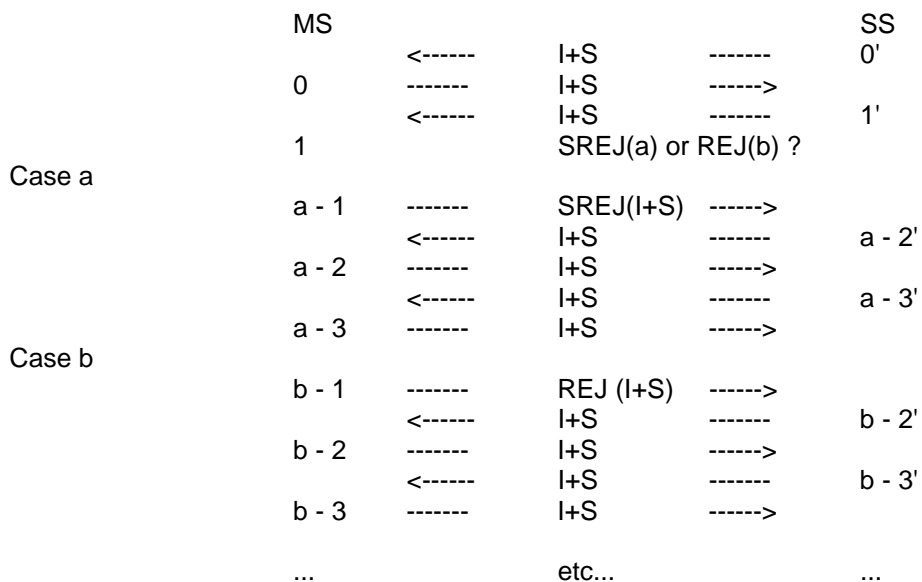 MS SS
<------ I+S ------- 0'
0 ------- I+S ------>
<------ I+S ------- 1'
1 SREJ(a) or REJ(b) ?
Case a
a - 1 ------- SREJ(I+S) ------>
<------ I+S ------- a - 2'
a - 2 ------- I+S ------>
<------ I+S ------- a - 3'
a - 3 ------- I+S ------>
Case b
b - 1 ------- REJ (I+S) ------>
<------ I+S ------- b - 2'
b - 2 ------- I+S ------>
<------ I+S ------- b - 3'
b - 3 ------- I+S ------>
... etc... ...